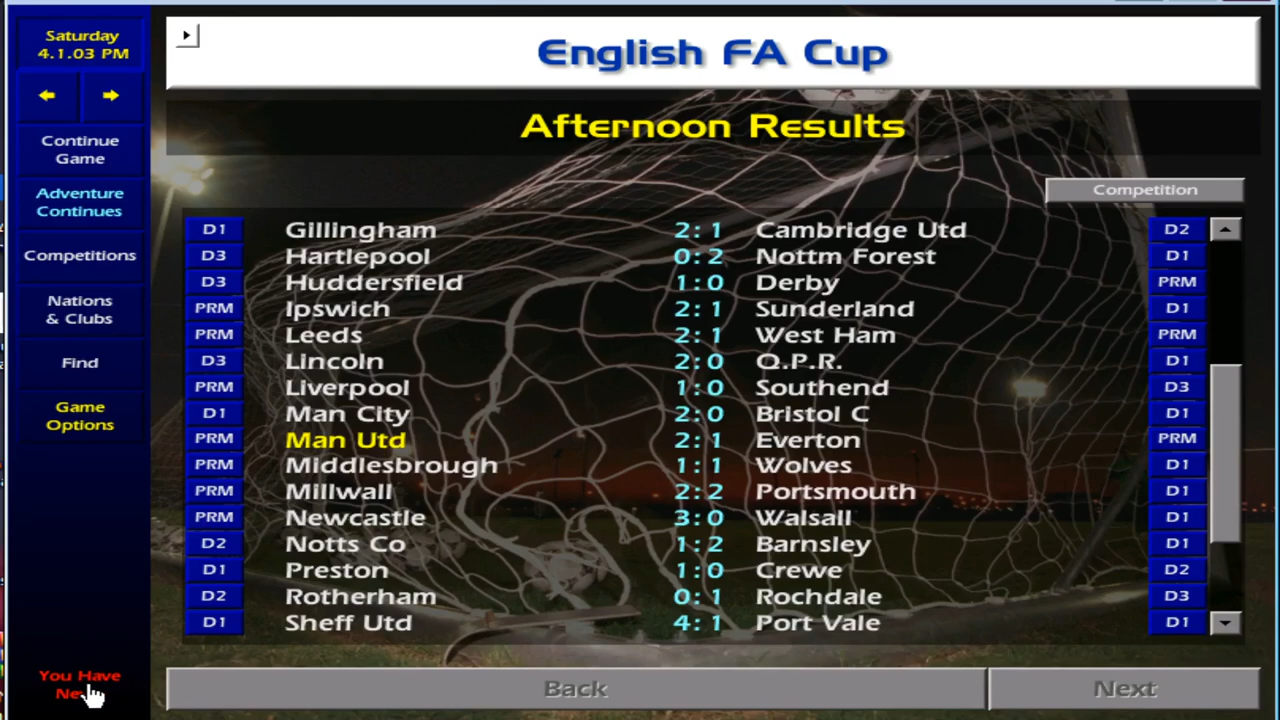 Saturday
4.1.03 PM
Continue
Game
Adventure
Continues
Competitions
Nations
& Clubs
Find
Game
Options
You Have
English FA Cup
Afternoon Results
Competition
D1 Gillingham 2:1 Cambridge Utd D2
D3 Hartlepool 0:2 Nottm Forest D1
D3 Huddersfield 1:0 Derby PRM
PRM Ipswich 2:1 Sunderland D1
PRM Leeds 2:1 West Ham PRM
D3 Lincoln 2:0 Q.P.R. D1
PRM Liverpool 1:0 Southend D3
D1 Man City 2:0 Bristol C D1
PRM Man Utd 2:1 Everton PRM
PRM Middlesbrough 1:1 Wolves D1
PRM Millwall 2:2 Portsmouth D1
PRM Newcastle 3:0 Walsall D1
D2 Notts Co 1:2 Barnsley D1
D1 Preston 1:0 Crewe D2
D2 Rotherham 0:1 Rochdale D3
D1 Sheff Utd 4:1 Port Vale D1
Back Next